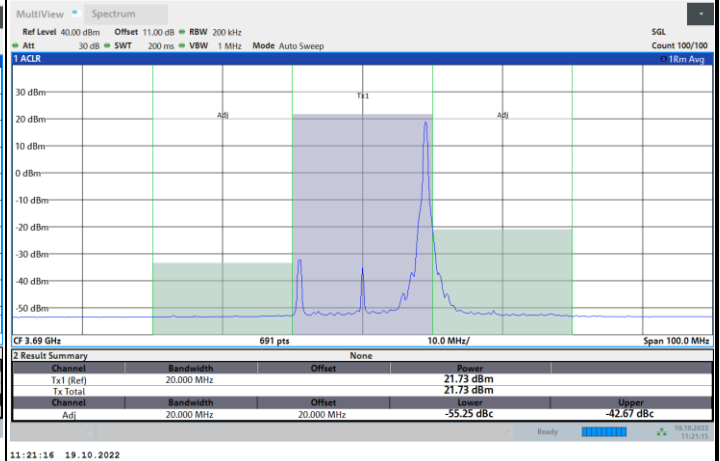 MultiView Spectrum
Ref Level 40.00 dBm Offset 11.00 dB RBW 200 kHz SGL
Att 30 dB SWT 200 ms VBW 1 MHz Mode Auto Sweep Count 100/100
1 ACLR 1Rm Avg
30 dBm
Tx1
20 dBm Adj Adj
10 dBm
0 dBm
-10 dBm
-20 dBm
-30 dBm
-40 dBm
-50 dBm
CF 3.69 GHz 691 pts 10.0 MHz/ Span 100.0 MHz
2 Result Summary None
Channel Bandwidth Offset Power
Tx1 (Ref) 20.000 MHz 21.73 dBm
Tx Total 21.73 dBm
Channel Bandwidth Offset Lower Upper
Adj 20.000 MHz 20.000 MHz -55.25 dBc -42.67 dBc
Ready 19.10.2022
11:21:15
11:21:16 19.10.2022